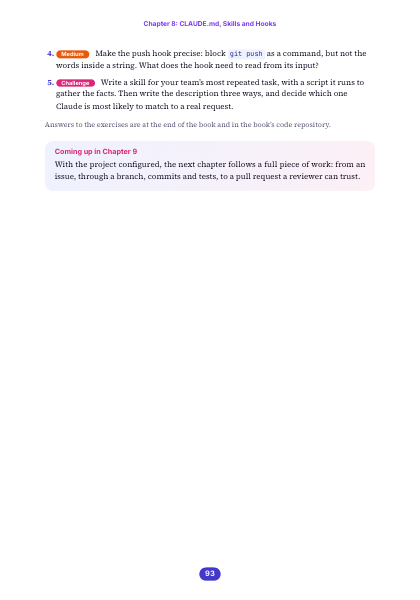 Chapter 8: CLAUDE.md, Skills and Hooks
4. Medium Make the push hook precise: block git push as a command, but not the
words inside a string. What does the hook need to read from its input?
5. Challenge Write a skill for your team's most repeated task, with a script it runs to
gather the facts. Then write the description three ways, and decide which one
Claude is most likely to match to a real request.
Answers to the exercises are at the end of the book and in the book's code repository.
Coming up in Chapter 9
With the project configured, the next chapter follows a full piece of work: from an
issue, through a branch, commits and tests, to a pull request a reviewer can trust.
93